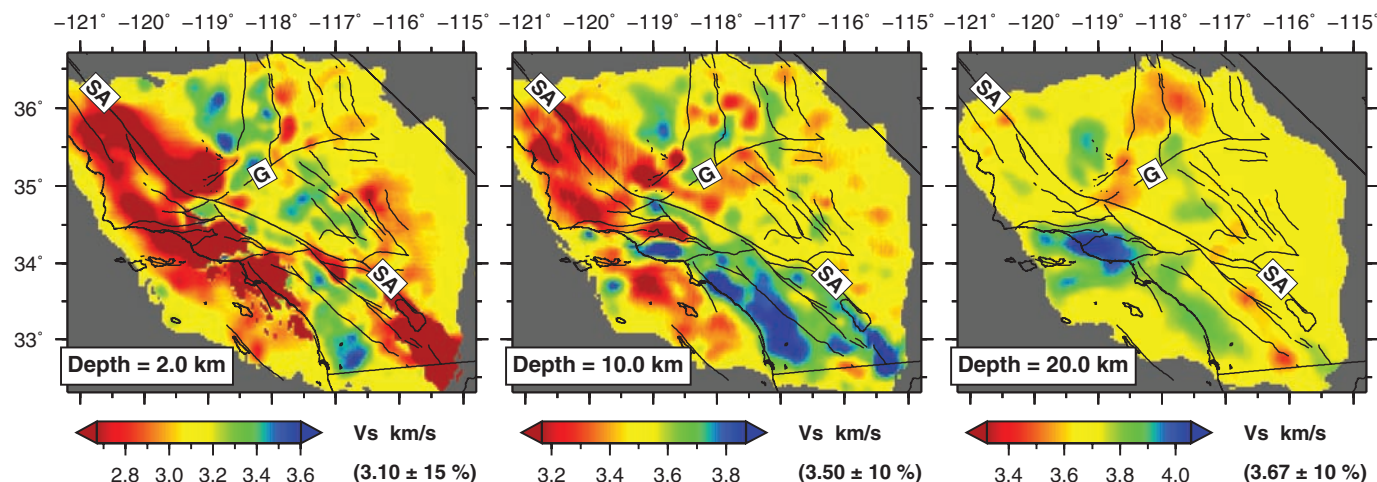 −121° −120° −119° −118° −117° −116° −115°
−121° −120° −119° −118° −117° −116° −115°
−121° −120° −119° −118° −117° −116° −115°
36°
35°
34°
33°
SA
G
SA
Depth = 2.0 km
SA
G
SA
Depth = 10.0 km
SA
G
SA
Depth = 20.0 km
2.8 3.0 3.2 3.4 3.6
Vs km/s
(3.10 ± 15 %)
3.2 3.4 3.6 3.8
Vs km/s
(3.50 ± 10 %)
3.4 3.6 3.8 4.0
Vs km/s
(3.67 ± 10 %)